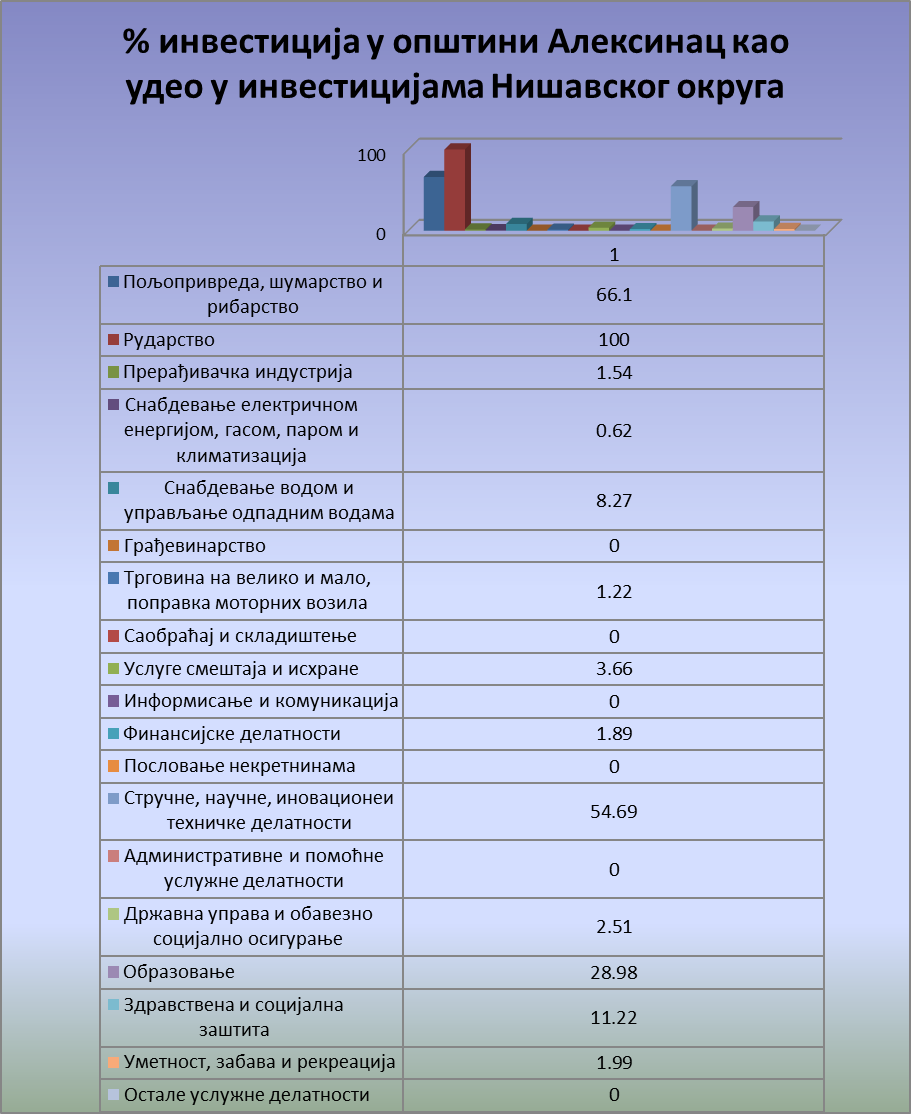 % инвестиција у општини Алексинац као
удео у инвестицијама Нишавског округа
100
0
1
Пољопривреда, шумарство и
рибарство
66.1
Рударство
100
Прерађивачка индустрија
1.54
Снабдевање електричном
енергијом, гасом, паром и
климатизација
0.62
Снабдевање водом и
управљање одпадним водама
8.27
Грађевинарство
0
Трговина на велико и мало,
поправка моторних возила
1.22
Саобраћај и складиштење
0
Услуге смештаја и исхране
3.66
Информисање и комуникација
0
Финансијске делатности
1.89
Пословање некретнинама
0
Стручне, научне, иновационеи
техничке делатности
54.69
Административне и помоћне
услужне делатности
0
Државна управа и обавезно
социјално осигурање
2.51
Образовање
28.98
Здравствена и социјална
заштита
11.22
Уметност, забава и рекреација
1.99
Остале услужне делатности
0